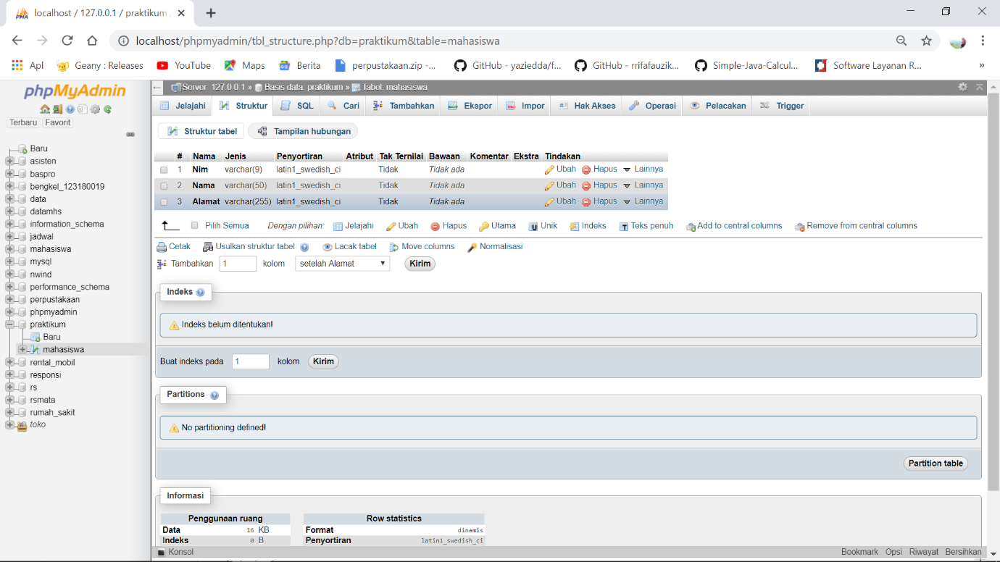 localhost / 127.0.0.1 / praktikum
localhost/phpmyadmin/tbl_structure.php?db=praktikum&table=mahasiswa
Apl Geany : Releases YouTube Maps Berita perpustakaan.zip -... GitHub - yaziedda/f... GitHub - rrifafauzik... Simple-Java-Calcul... Software Layanan R... »
phpMyAdmin
Terbaru Favorit
Baru
asisten
baspro
bengkel_123180019
data
datamhs
information_schema
jadwal
mahasiswa
mysql
nwind
performance_schema
perpustakaan
phpmyadmin
praktikum
Baru
mahasiswa
rental_mobil
responsi
rs
rsmata
rumah_sakit
toko
Server: 127.0.0.1 » Basis data: praktikum » Tabel: mahasiswa
Jelajahi Struktur SQL Cari Tambahkan Ekspor Impor Hak Akses Operasi Pelacakan Trigger
Struktur tabel Tampilan hubungan
# Nama Jenis Penyortiran Atribut Tak Ternilai Bawaan Komentar Ekstra Tindakan
1 Nim varchar(9) latin1_swedish_ci Tidak Tidak ada Ubah Hapus Lainnya
2 Nama varchar(50) latin1_swedish_ci Tidak Tidak ada Ubah Hapus Lainnya
3 Alamat varchar(255) latin1_swedish_ci Tidak Tidak ada Ubah Hapus Lainnya
Pilih Semua Dengan pilihan: Jelajahi Ubah Hapus Utama Unik Indeks Teks penuh Add to central columns Remove from central columns
Cetak Usulkan struktur tabel Lacak tabel Move columns Normalisasi
Tambahkan 1 kolom setelah Alamat Kirim
Indeks
Indeks belum ditentukan!
Buat indeks pada 1 kolom Kirim
Partitions
No partitioning defined!
Partition table
Informasi
Penggunaan ruang Row statistics
Data 16 KB Format dinamis
Indeks 0 B Penyortiran latin1_swedish_ci
Konsol Bookmark Opsi Riwayat Bersihkan